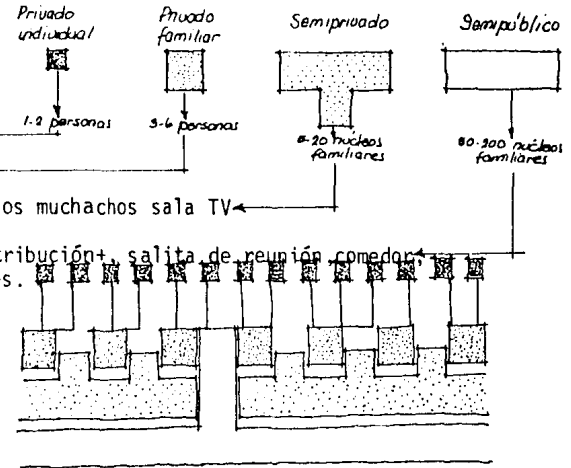 Privado individual
Privado familiar
Semiprivado
Semipúblico
1-2 personas
3-6 personas
8-20 núcleos familiares
50-200 núcleos familiares
os muchachos sala TV
tribución+, salita de reunión comedor,
s.